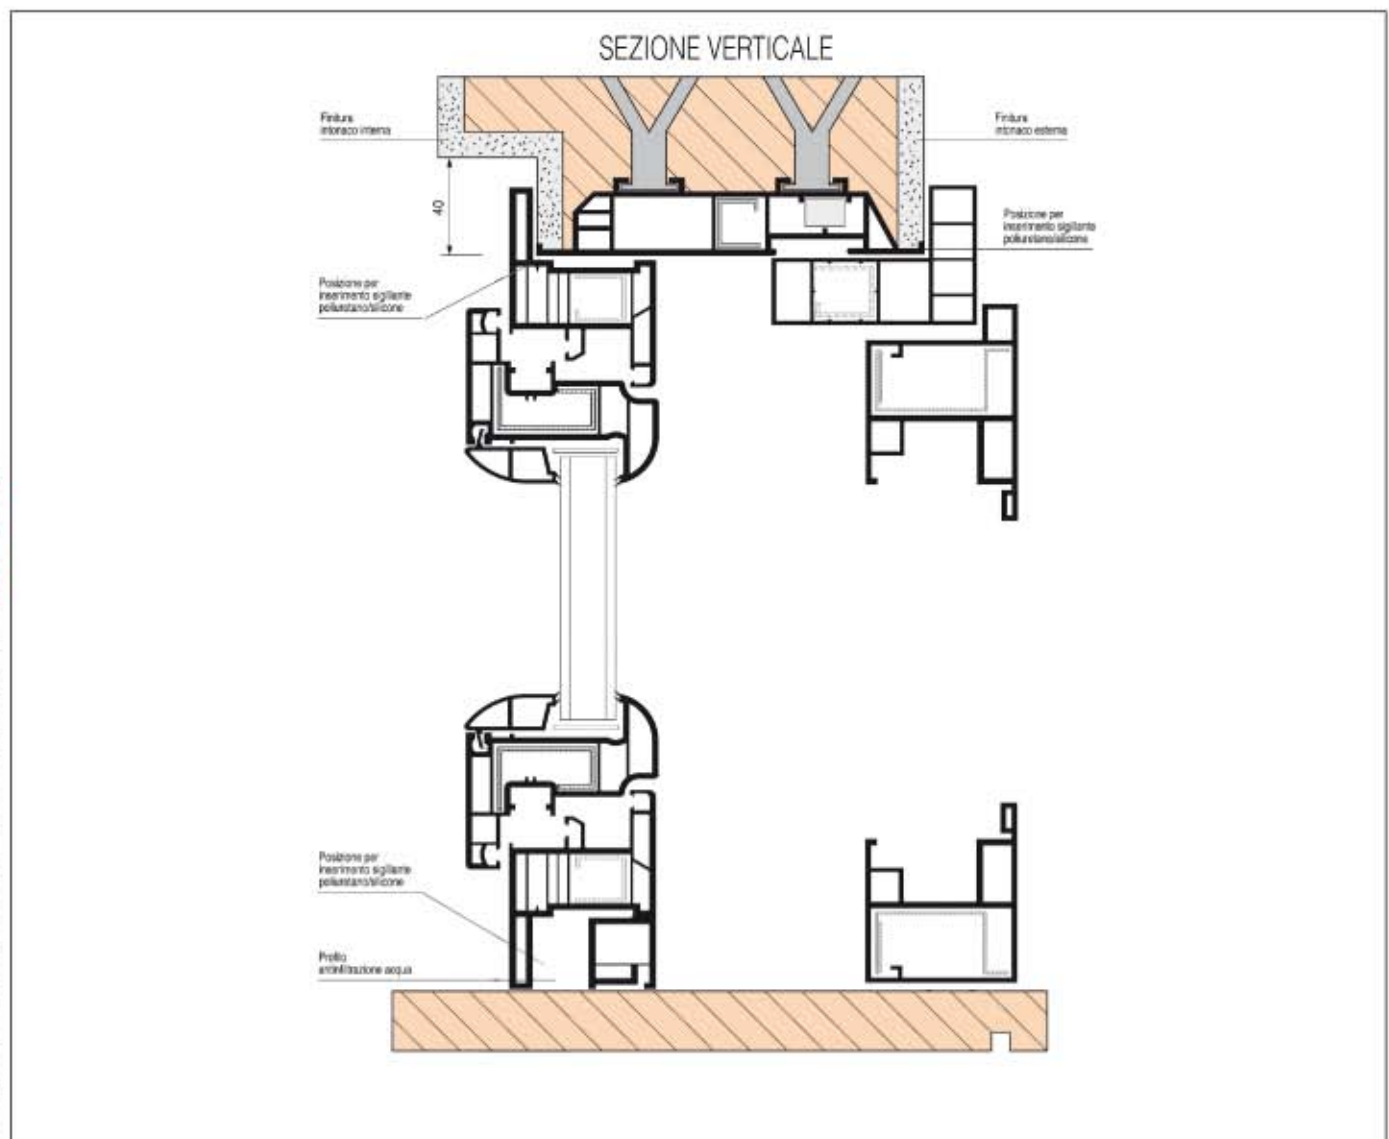 SEZIONE VERTICALE
Finitura
intonaco interna
Finitura
intonaco esterna
40
Posizione per
inserimento sigillante
poliuretano/silicone
Posizione per
inserimento sigillante
poliuretano/silicone
Posizione per
inserimento sigillante
poliuretano/silicone
Profilo
antinfiltrazione acqua